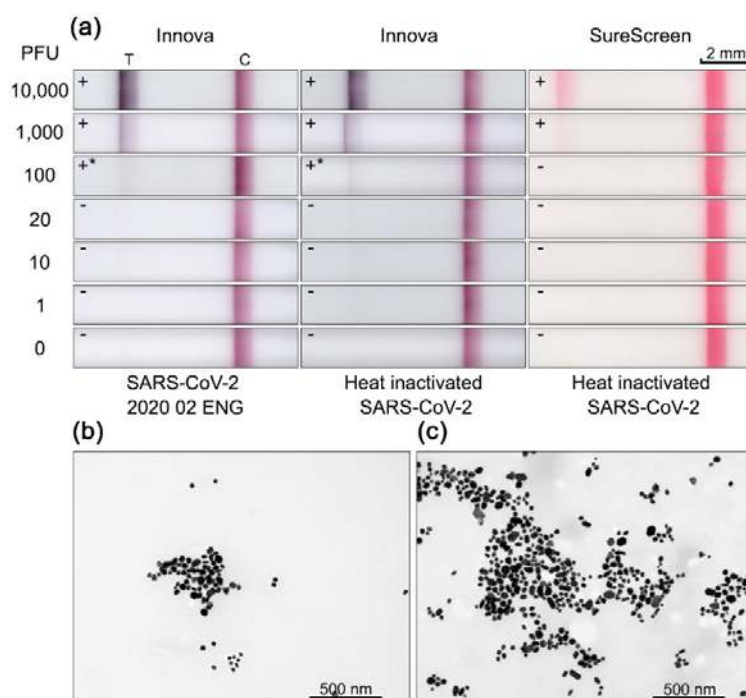 (a) Innova Innova SureScreen
PFU T C 2 mm
10,000 + + +
1,000 + + +
100 +* +* -
20 - - -
10 - - -
1 - - -
0 - - -
SARS-CoV-2 Heat inactivated Heat inactivated
2020 02 ENG SARS-CoV-2 SARS-CoV-2
(b) (c)
500 nm 500 nm